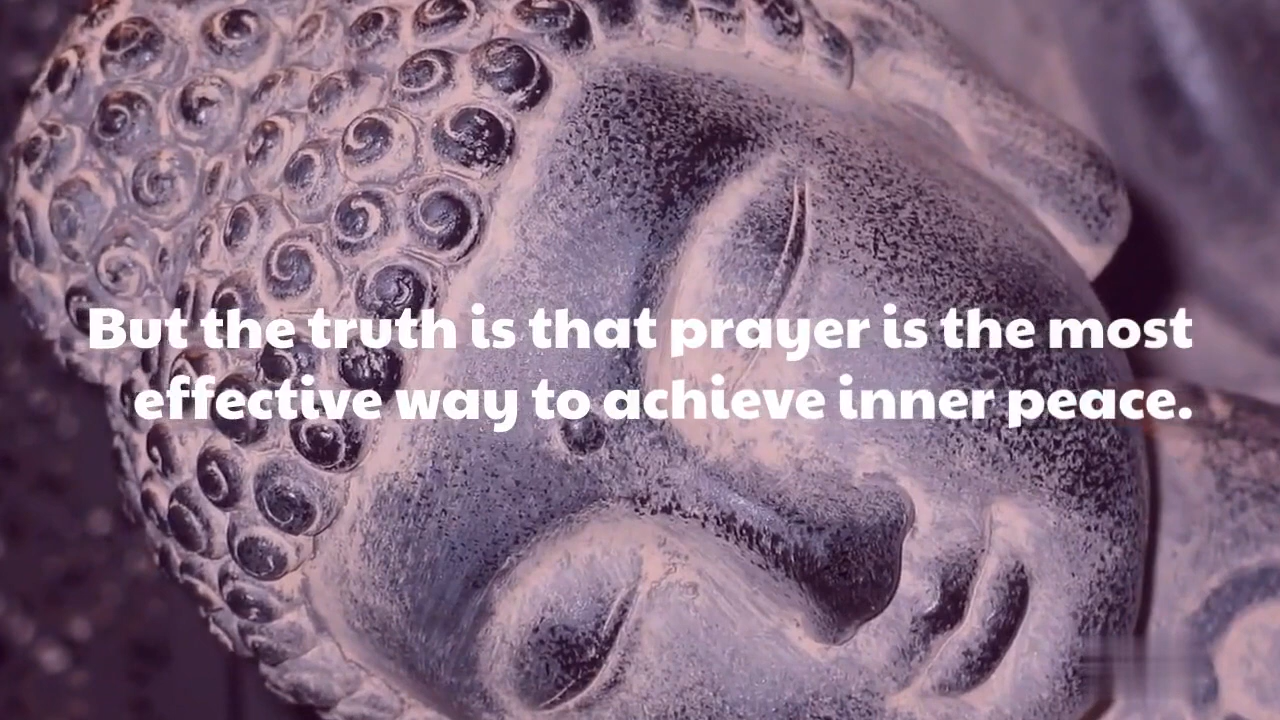 But the truth is that prayer is the most
effective way to achieve inner peace.